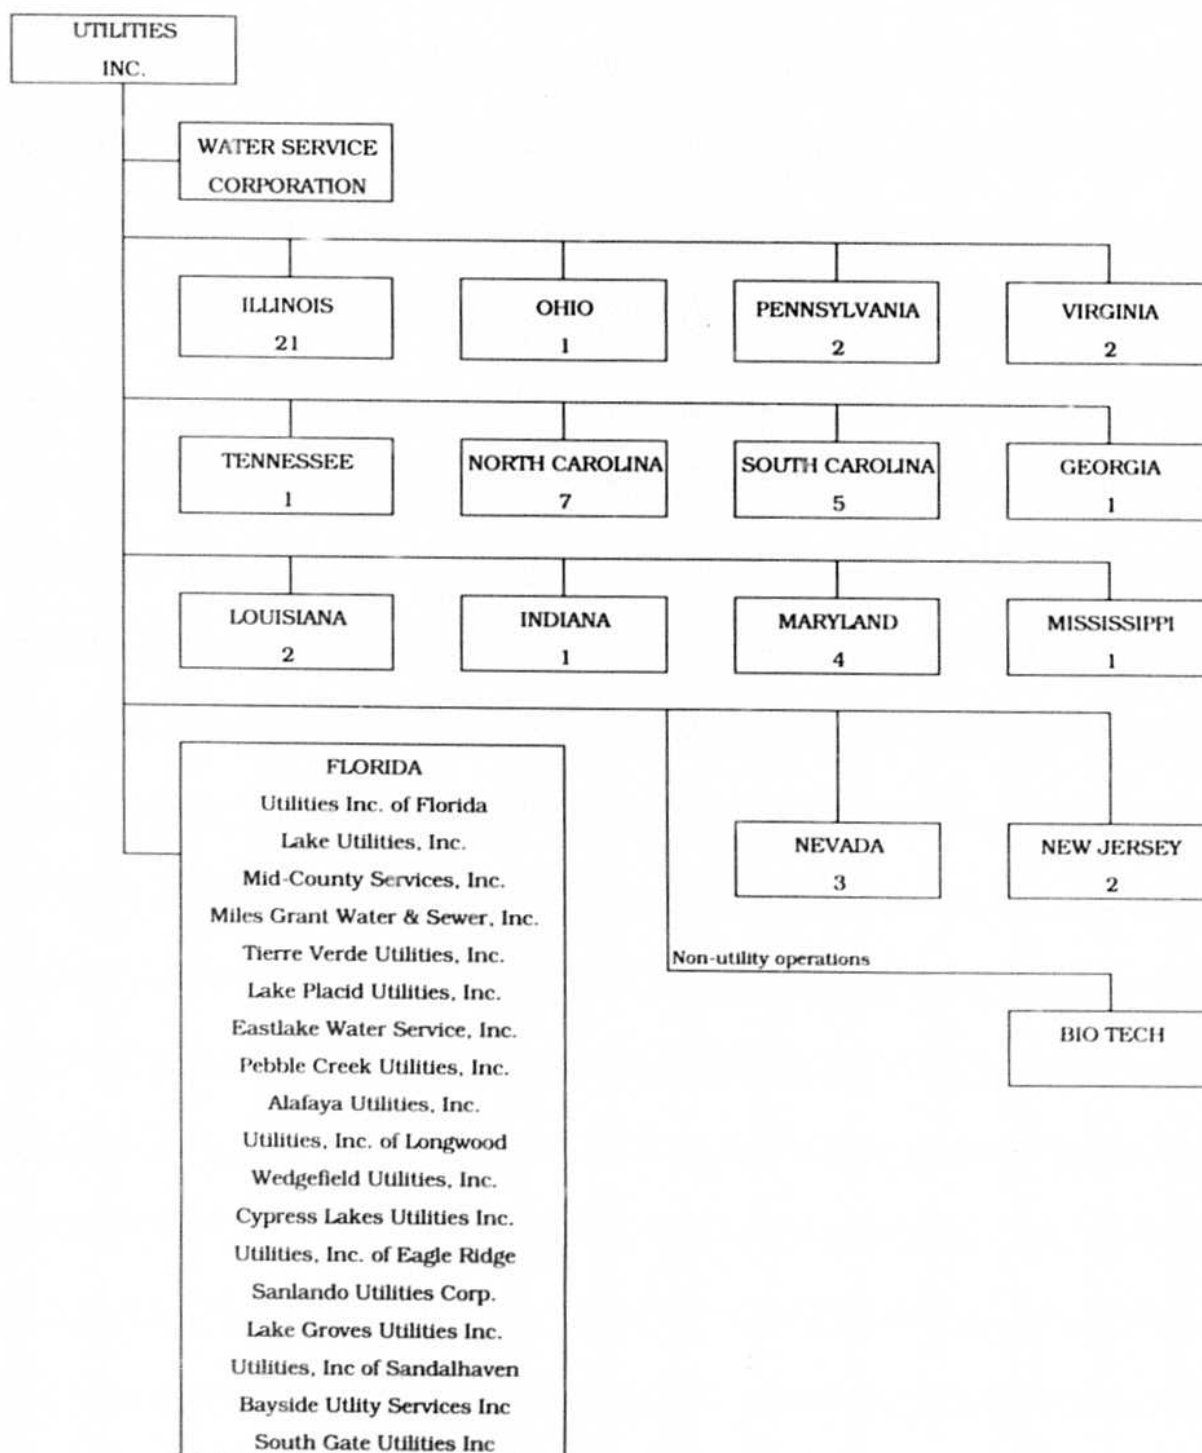 UTILITIES
INC.
WATER SERVICE
CORPORATION
ILLINOIS
21
OHIO
1
PENNSYLVANIA
2
VIRGINIA
2
TENNESSEE
1
NORTH CAROLINA
7
SOUTH CAROLINA
5
GEORGIA
1
LOUISIANA
2
INDIANA
1
MARYLAND
4
MISSISSIPPI
1
FLORIDA
Utilities Inc. of Florida
Lake Utilities, Inc.
Mid-County Services, Inc.
Miles Grant Water & Sewer, Inc.
Tierre Verde Utilities, Inc.
Lake Placid Utilities, Inc.
Eastlake Water Service, Inc.
Pebble Creek Utilities, Inc.
Alafaya Utilities, Inc.
Utilities, Inc. of Longwood
Wedgefield Utilities, Inc.
Cypress Lakes Utilities Inc.
Utilities, Inc. of Eagle Ridge
Sanlando Utilities Corp.
Lake Groves Utilities Inc.
Utilities, Inc of Sandalhaven
Bayside Utlity Services Inc
South Gate Utilities Inc
NEVADA
3
NEW JERSEY
2
Non-utility operations
BIO TECH